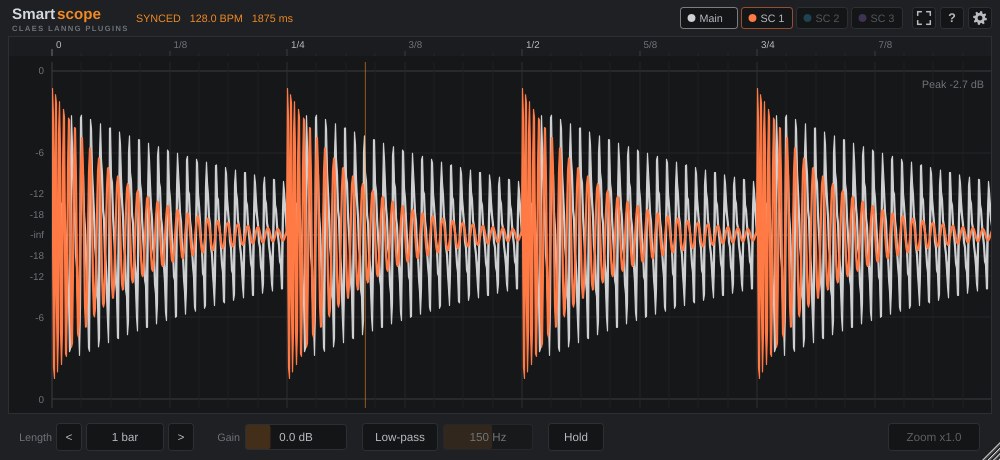 Smartscope
CLAES LANNG PLUGINS
SYNCED 128.0 BPM 1875 ms
Main SC 1 SC 2 SC 3 ?
0 1/8 1/4 3/8 1/2 5/8 3/4 7/8
Peak -2.7 dB
0
-6
-12
-18
-inf
-18
-12
-6
0
Length < 1 bar > Gain 0.0 dB Low-pass 150 Hz Hold Zoom x1.0